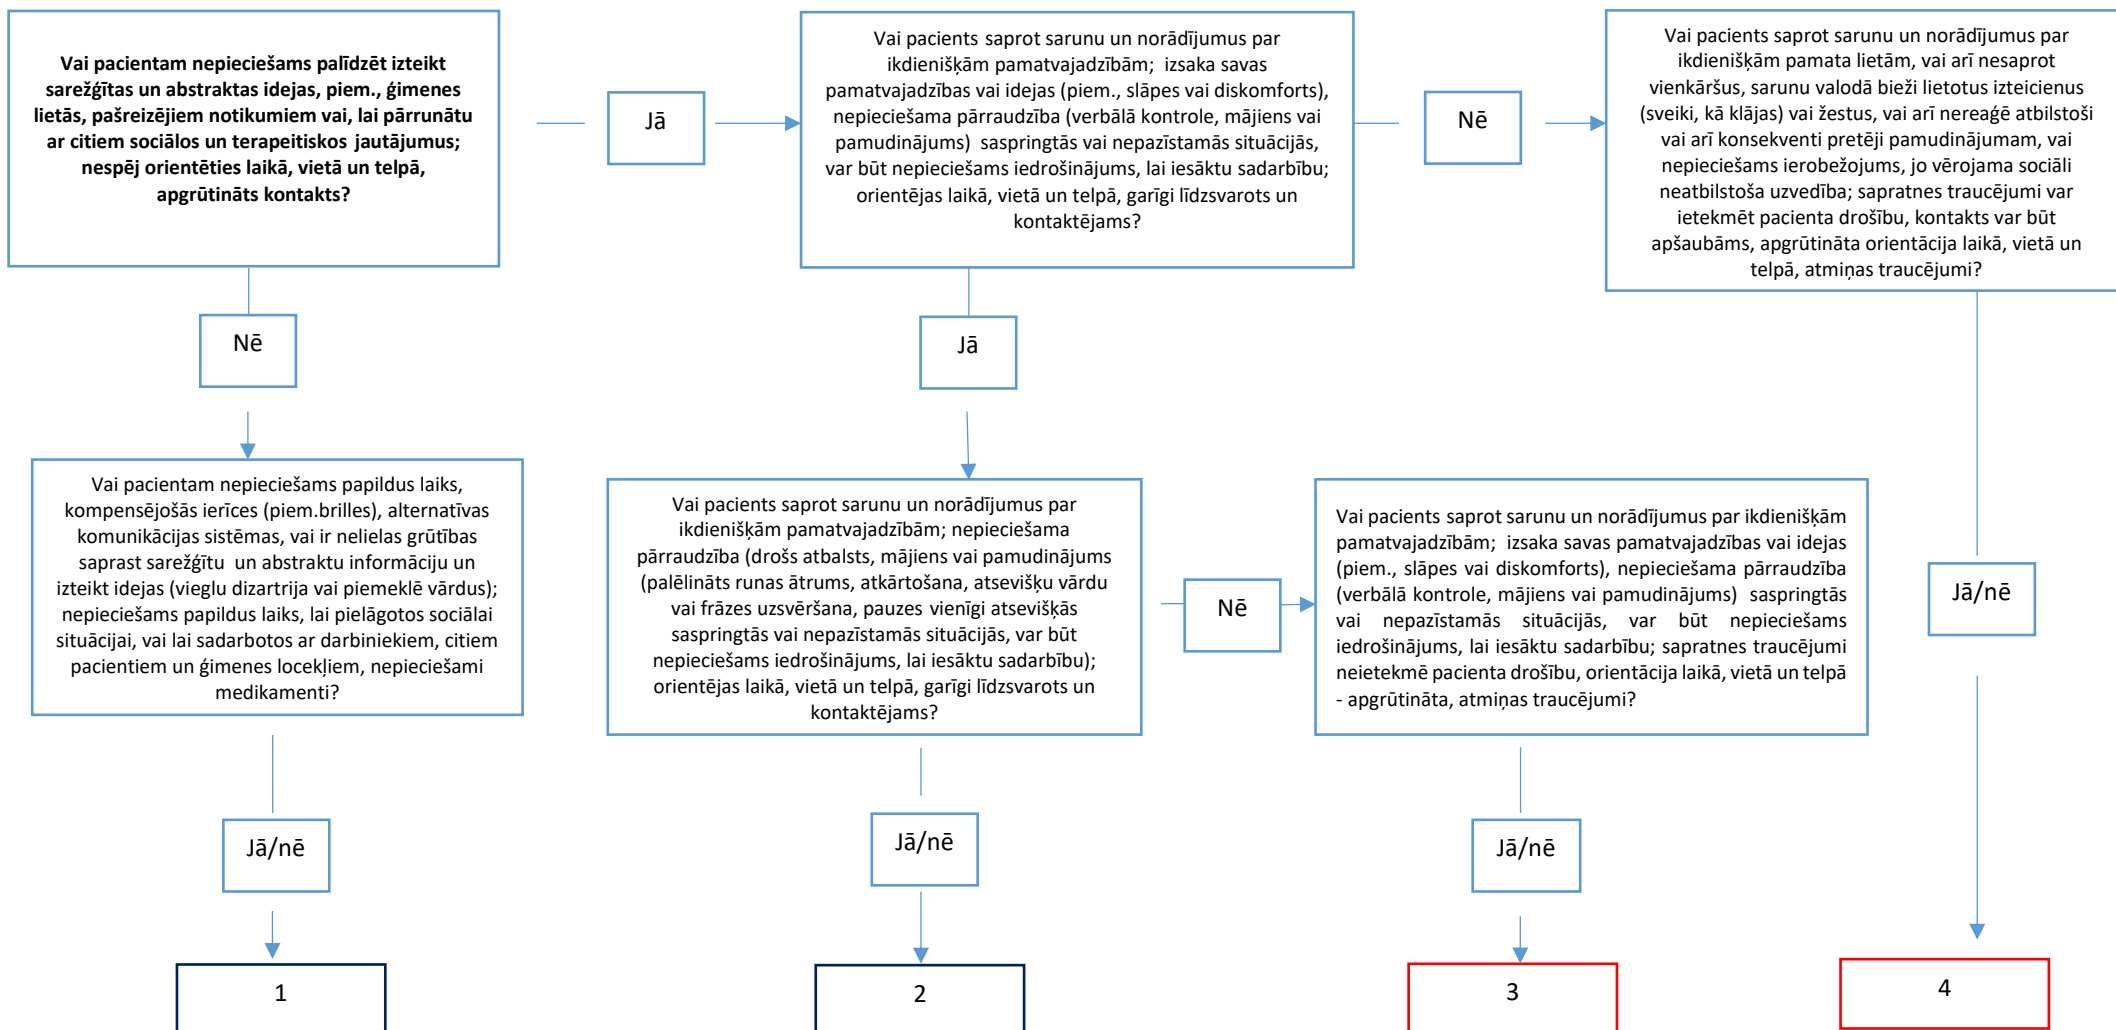 Vai pacientam nepieciešams palīdzēt izteikt
sarežģītas un abstraktas idejas, piem., ģimenes
lietās, pašreizējiem notikumiem vai, lai pārrunātu
ar citiem sociālos un terapeitiskos jautājumus;
nespēj orientēties laikā, vietā un telpā,
apgrūtināts kontakts?
Jā
Vai pacients saprot sarunu un norādījumus par
ikdienišķām pamatvajadzībām; izsaka savas
pamatvajadzības vai idejas (piem., slāpes vai diskomforts),
nepieciešama pārraudzība (verbālā kontrole, mājiens vai
pamudinājums) saspringtās vai nepazīstamās situācijās,
var būt nepieciešams iedrošinājums, lai iesāktu sadarbību;
orientējas laikā, vietā un telpā, garīgi līdzsvarots un
kontaktējams?
Nē
Vai pacients saprot sarunu un norādījumus par
ikdienišķām pamata lietām, vai arī nesaprot
vienkāršus, sarunu valodā bieži lietotus izteicienus
(sveiki, kā klājas) vai žestus, vai arī nereaģē atbilstoši
vai arī konsekventi pretēji pamudinājumam, vai
nepieciešams ierobežojums, jo vērojama sociāli
neatbilstoša uzvedība; sapratnes traucējumi var
ietekmēt pacienta drošību, kontakts var būt
apšaubāms, apgrūtināta orientācija laikā, vietā un
telpā, atmiņas traucējumi?
Nē
Jā
Vai pacientam nepieciešams papildus laiks,
kompensējošās ierīces (piem.brilles), alternatīvas
komunikācijas sistēmas, vai ir nelielas grūtības
saprast sarežģītu un abstraktu informāciju un
izteikt idejas (vieglu dizartrija vai piemeklē vārdus);
nepieciešams papildus laiks, lai pielāgotos sociālai
situācijai, vai lai sadarbotos ar darbiniekiem, citiem
pacientiem un ģimenes locekļiem, nepieciešami
medikamenti?
Vai pacients saprot sarunu un norādījumus par
ikdienišķām pamatvajadzībām; nepieciešama
pārraudzība (drošs atbalsts, mājiens vai pamudinājums
(palēlināts runas ātrums, atkārtošana, atsevišķu vārdu
vai frāzes uzsvēršana, pauzes vienīgi atsevišķās
saspringtās vai nepazīstamās situācijās, var būt
nepieciešams iedrošinājums, lai iesāktu sadarbību);
orientējas laikā, vietā un telpā, garīgi līdzsvarots un
kontaktējams?
Nē
Vai pacients saprot sarunu un norādījumus par ikdienišķām
pamatvajadzībām; izsaka savas pamatvajadzības vai idejas
(piem., slāpes vai diskomforts), nepieciešama pārraudzība
(verbālā kontrole, mājiens vai pamudinājums) saspringtās
vai nepazīstamās situācijās, var būt nepieciešams
iedrošinājums, lai iesāktu sadarbību; sapratnes traucējumi
neietekmē pacienta drošību, orientācija laikā, vietā un telpā
- apgrūtināta, atmiņas traucējumi?
Jā/nē
Jā/nē
Jā/nē
Jā/nē
1
2
3
4